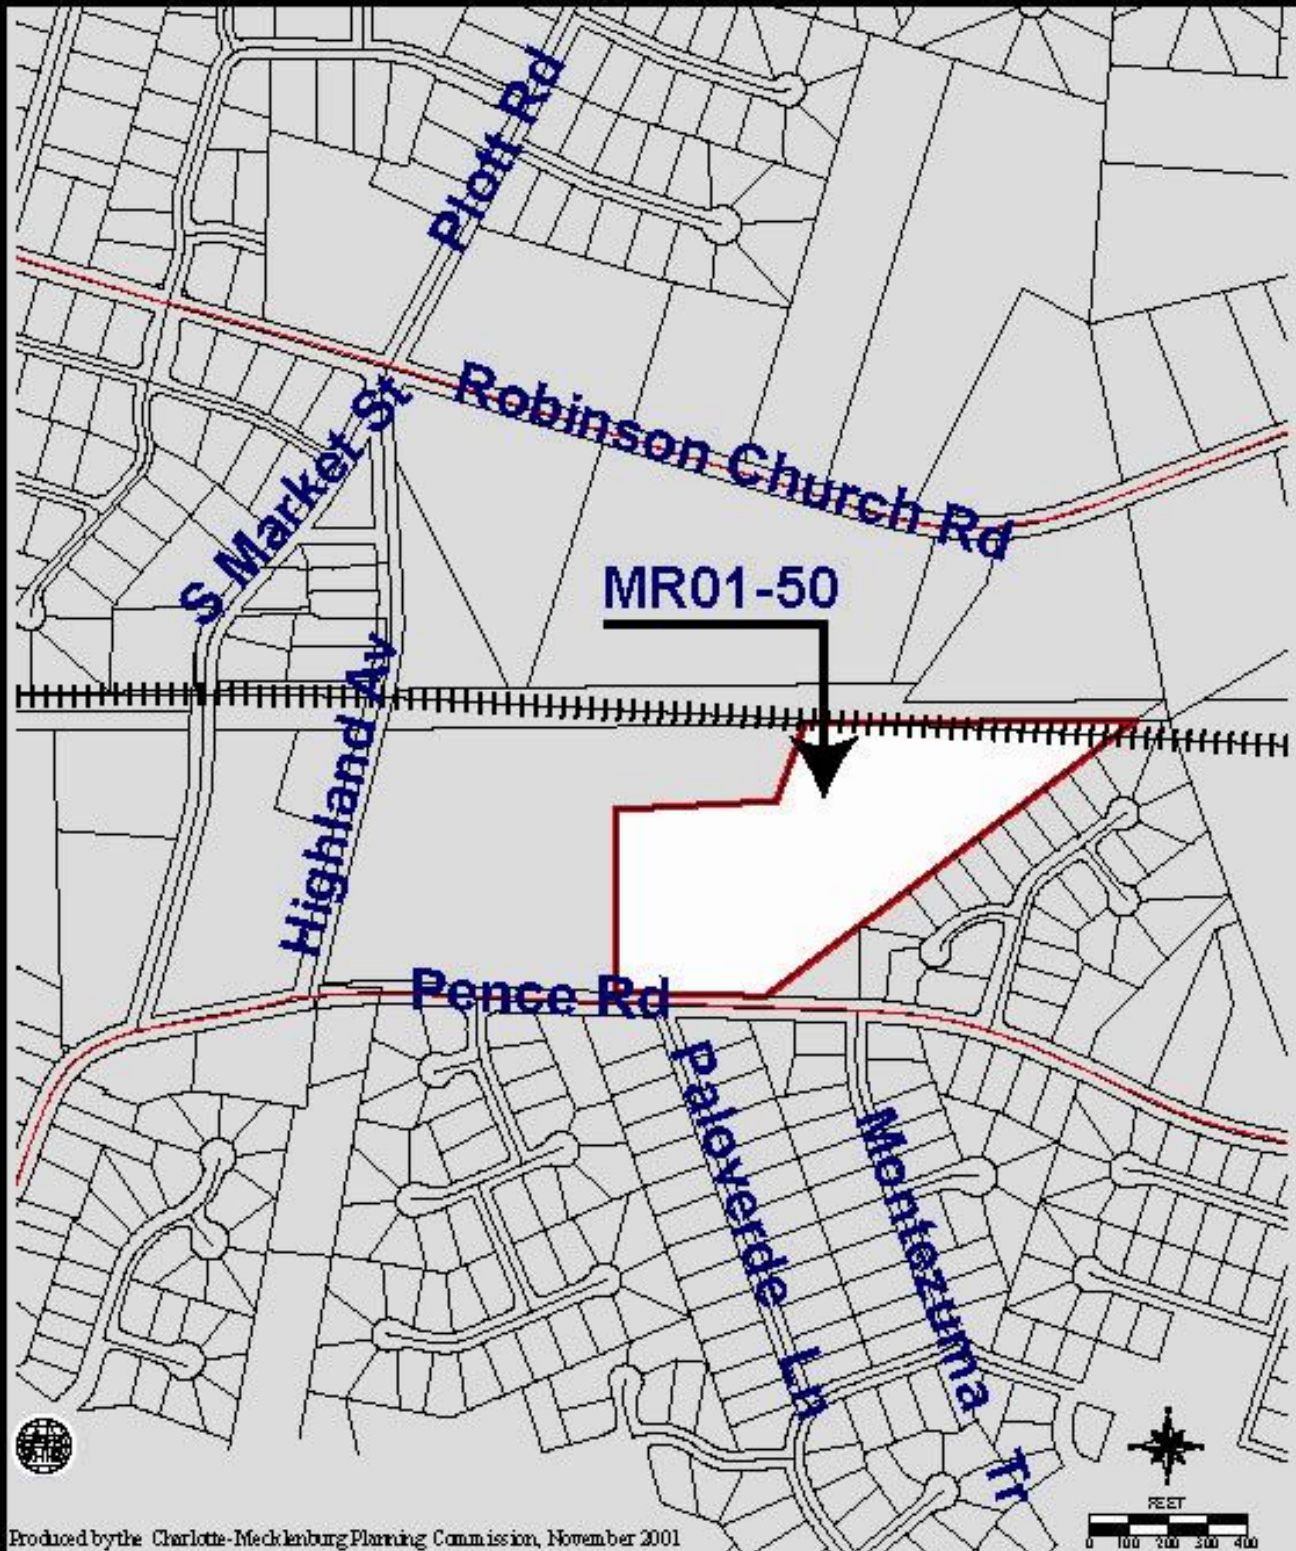 Plott Rd
Robinson Church Rd
S Market St
MR01-50
Highland Av
Pence Rd
Paloverde Ln
Montezuma Tr
FEET
0 100 200 300 400
Produced by the Charlotte-Mecklenburg Planning Commission, November 2001